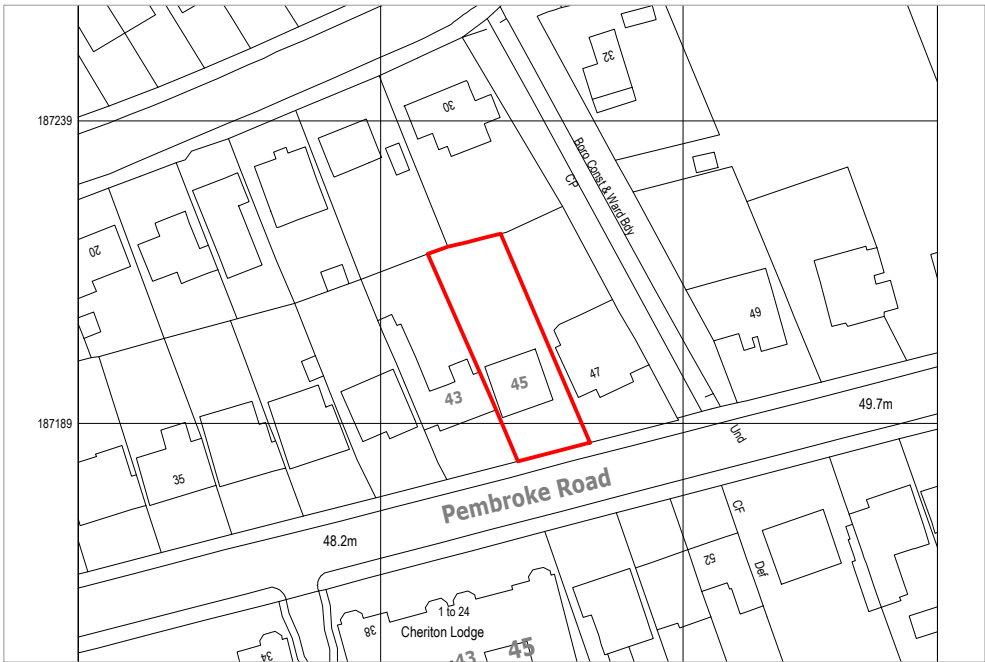 32
30
187239
Boro Const & Ward Bdy
CP
20
49
47
45
43
49.7m
187189
Und
35
Pembroke Road
CF
48.2m
52
Def
1 to 24
38
Cheriton Lodge
34
43
45